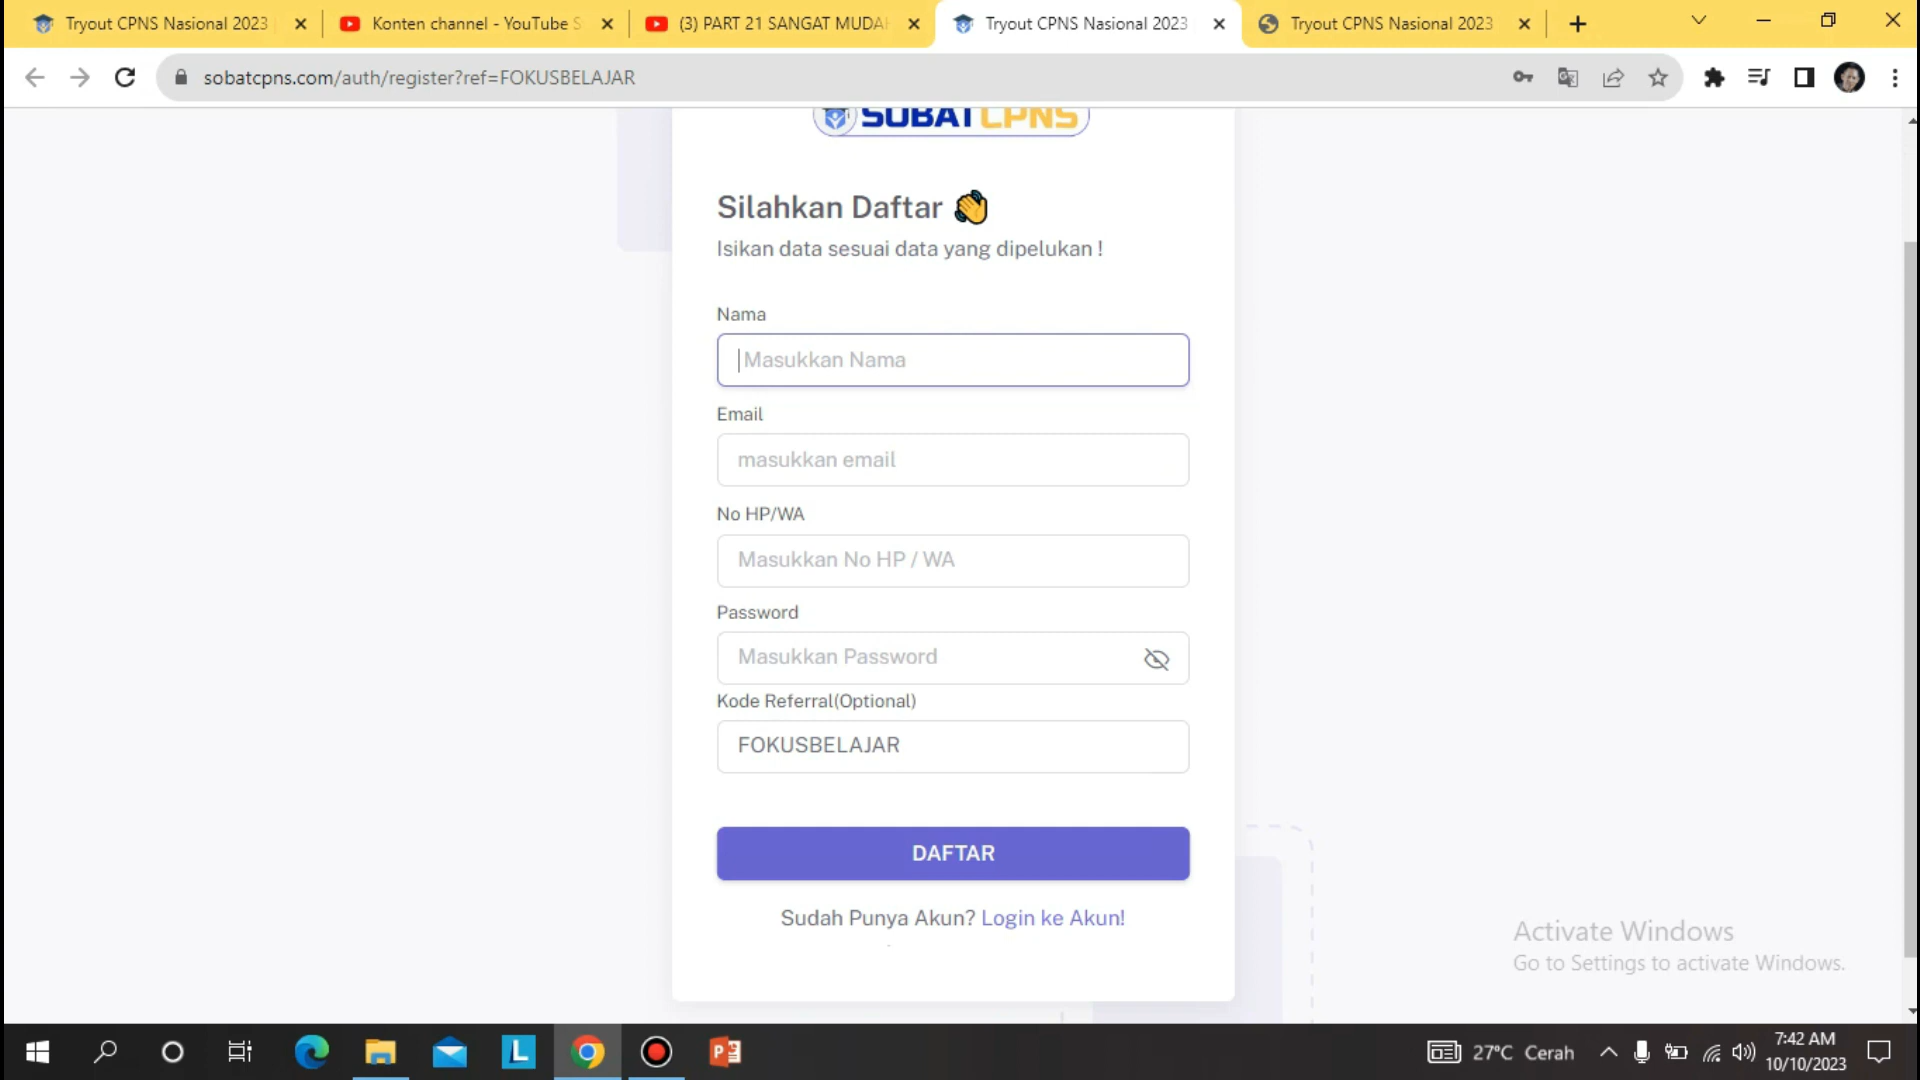 Tryout CPNS Nasional 2023
Konten channel - YouTube S
(3) PART 21 SANGAT MUDAH
Tryout CPNS Nasional 2023
Tryout CPNS Nasional 2023
sobatcpns.com/auth/register?ref=FOKUSBELAJAR
SOBAT CPNS
Silahkan Daftar 👏
Isikan data sesuai data yang dipelukan !
Nama
Masukkan Nama
Email
masukkan email
No HP/WA
Masukkan No HP / WA
Password
Masukkan Password
Kode Referral(Optional)
FOKUSBELAJAR
DAFTAR
Sudah Punya Akun? Login ke Akun!
Activate Windows
Go to Settings to activate Windows.
27°C Cerah
7:42 AM
10/10/2023